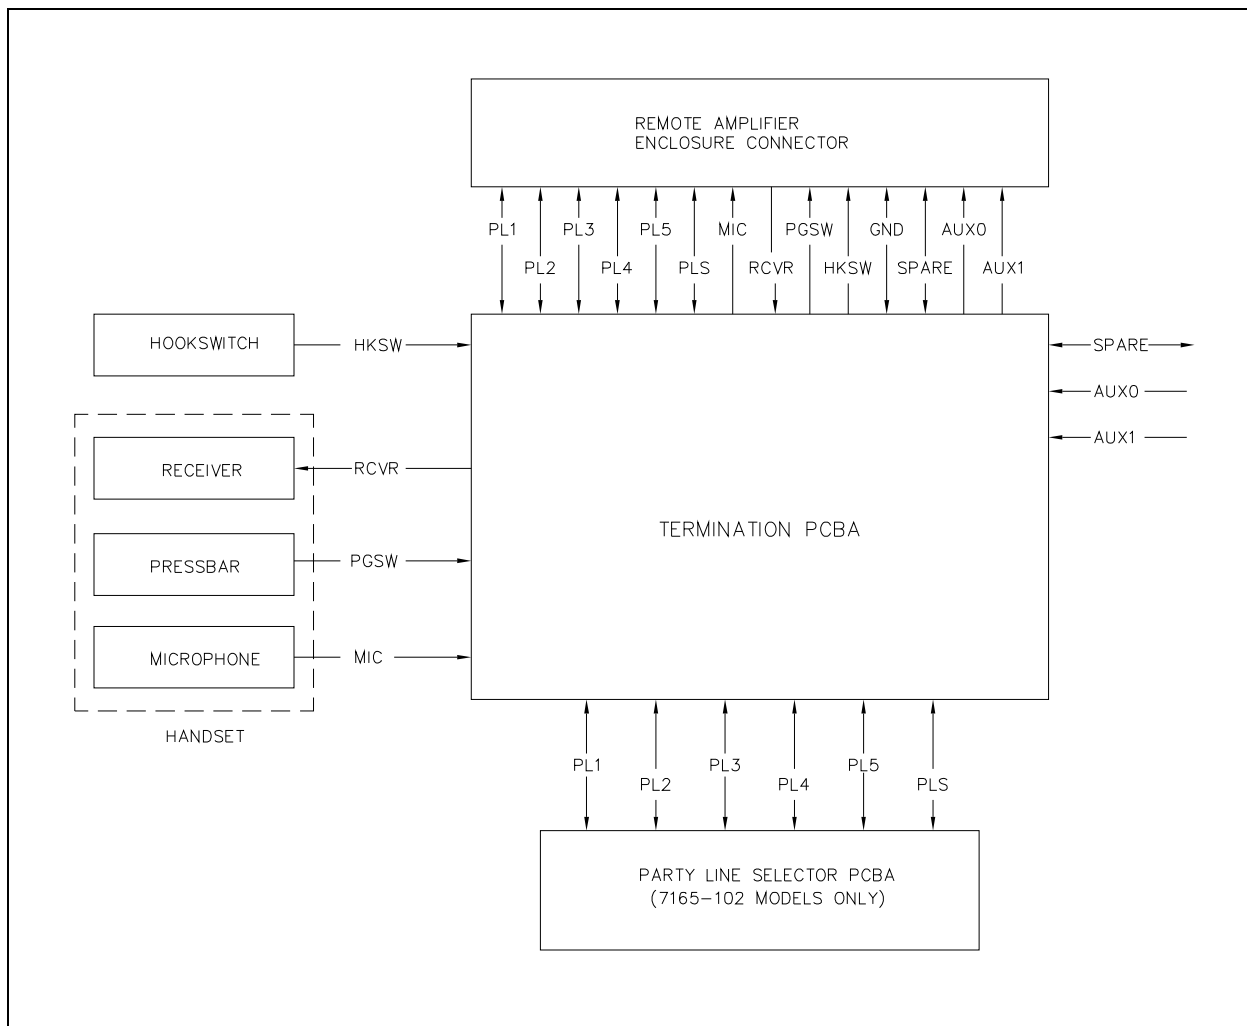 REMOTE AMPLIFIER
ENCLOSURE CONNECTOR
PL1 PL3 PL5 MIC PGSW GND AUX0
PL2 PL4 PLS RCVR HKSW SPARE AUX1
HOOKSWITCH HKSW SPARE
AUX0
AUX1
RECEIVER RCVR
TERMINATION PCBA
PRESSBAR PGSW
MICROPHONE MIC
HANDSET
PL1 PL3 PL5
PL2 PL4 PLS
PARTY LINE SELECTOR PCBA
(7165-102 MODELS ONLY)